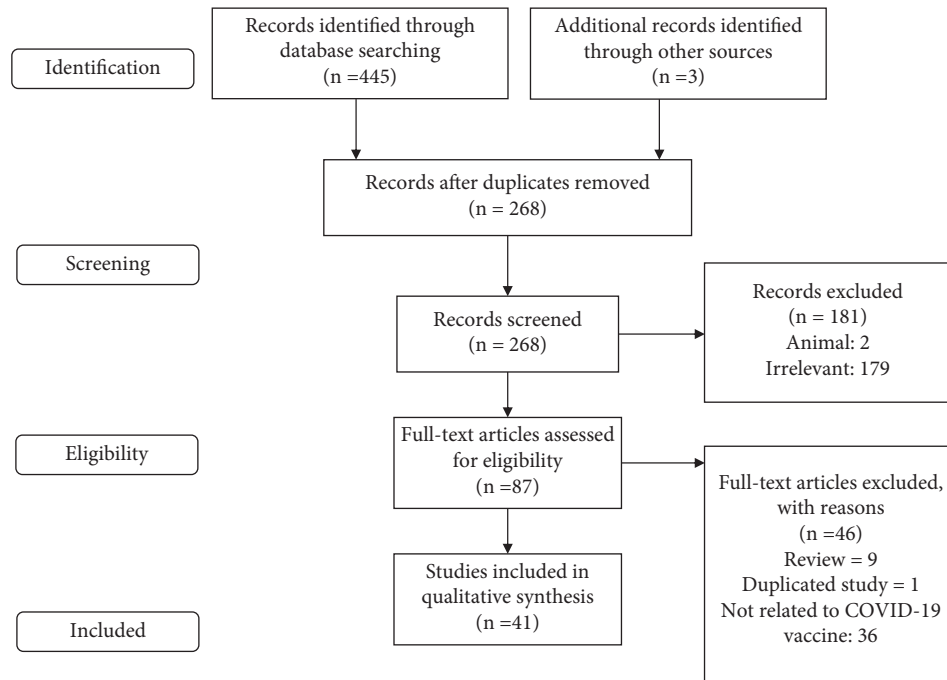 Records identified through
database searching
(n =445)
Additional records identified
through other sources
(n =3)
Identification
Records after duplicates removed
(n = 268)
Screening
Records screened
(n = 268)
Records excluded
(n = 181)
Animal: 2
Irrelevant: 179
Eligibility
Full-text articles assessed
for eligibility
(n =87)
Full-text articles excluded,
with reasons
(n =46)
Review = 9
Duplicated study = 1
Not related to COVID-19
vaccine: 36
Studies included in
qualitative synthesis
(n =41)
Included